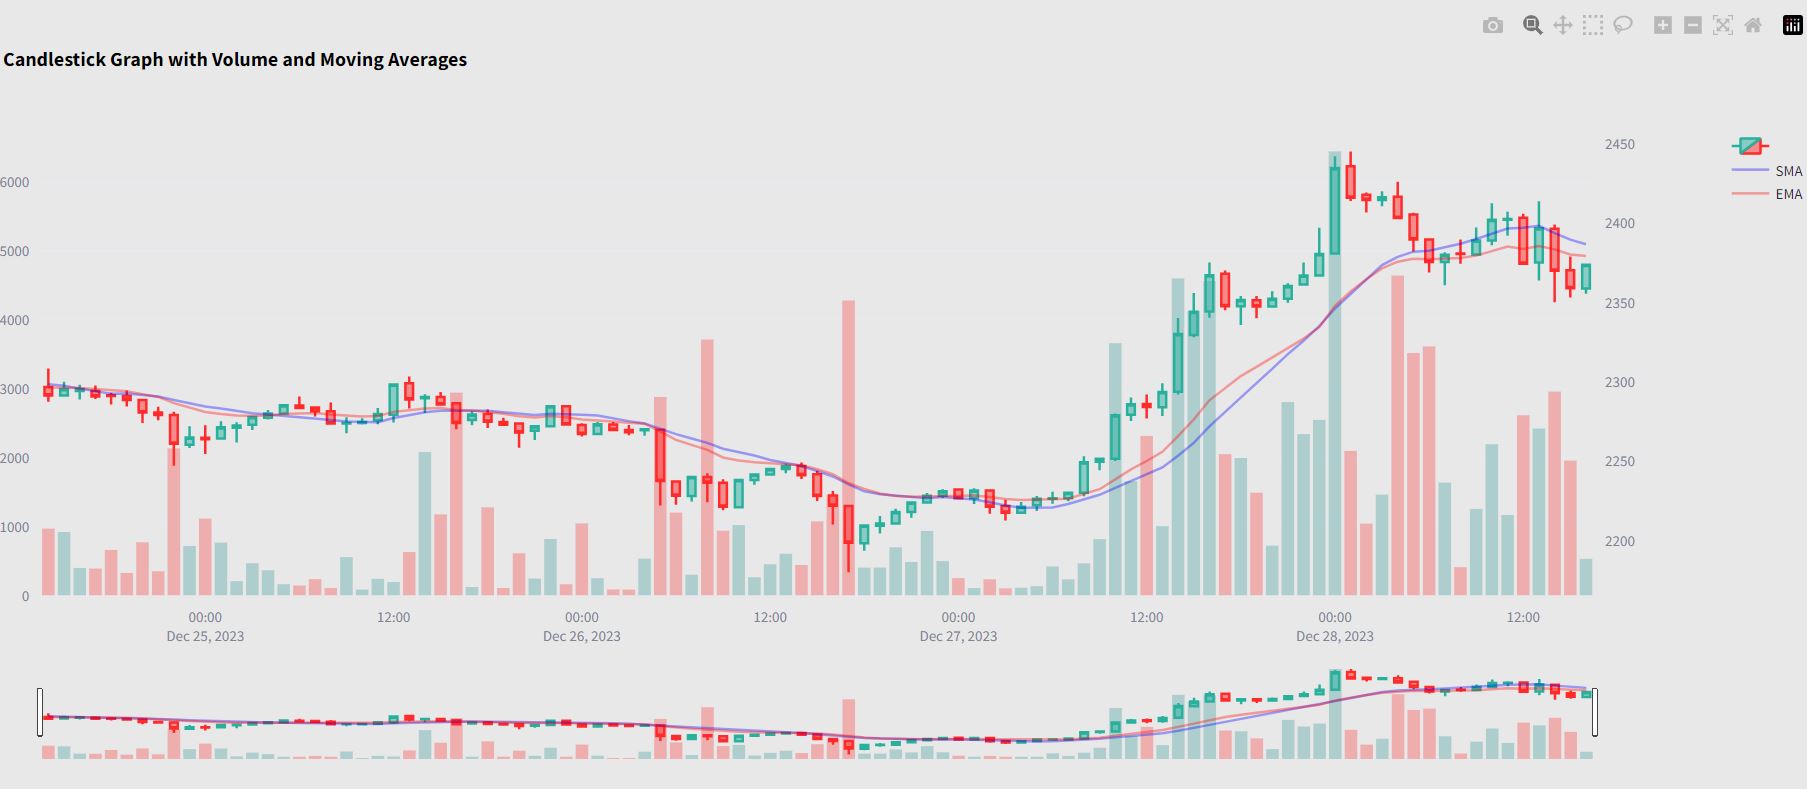 Candlestick Graph with Volume and Moving Averages
2450
6000
SMA
EMA
2400
5000
2350
4000
2300
3000
2250
2000
1000
2200
0
00:00 12:00 00:00 12:00 00:00 12:00 00:00 12:00
Dec 25, 2023 Dec 26, 2023 Dec 27, 2023 Dec 28, 2023